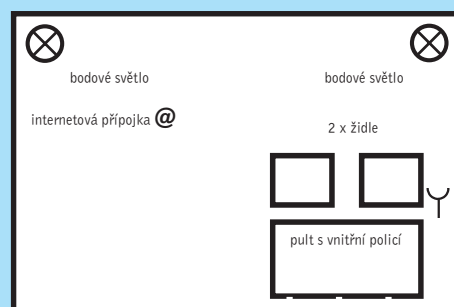 bodové světlo
bodové světlo
internetová přípojka @
2 x židle
pult s vnitřní policí